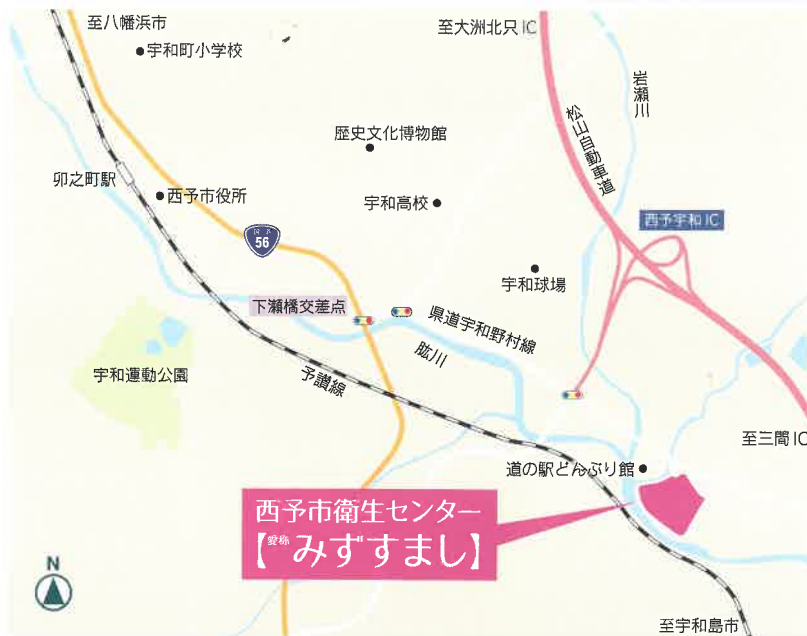 至八幡浜市
宇和町小学校
至大洲北只IC
岩瀬川
歴史文化博物館
松山自動車道
卯之町駅
西予市役所
宇和高校
西予宇和IC
国道
56
宇和球場
下瀬橋交差点
県道宇和野村線
肱川
宇和運動公園
予讃線
至三間IC
道の駅どんぶり館
西予市衛生センター
【愛称 みずすまし】
N
至宇和島市